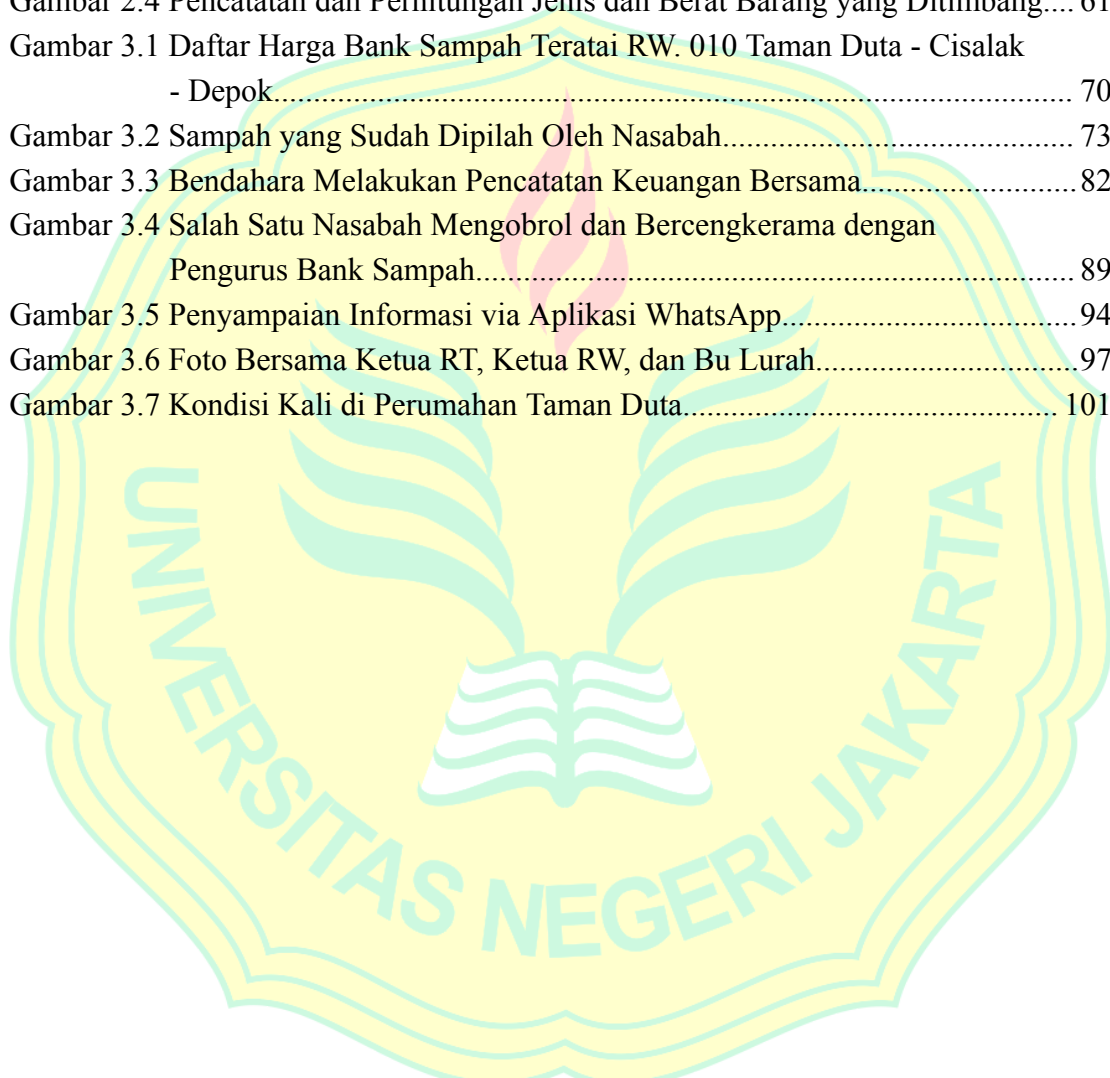 Gambar 2.4 Pencatatan dan Perhitungan Jenis dan Berat Barang yang Ditimbang.... 61
Gambar 3.1 Daftar Harga Bank Sampah Teratai RW. 010 Taman Duta - Cisalak
- Depok........................................................................................................ 70
Gambar 3.2 Sampah yang Sudah Dipilah Oleh Nasabah.............................................. 73
Gambar 3.3 Bendahara Melakukan Pencatatan Keuangan Bersama............................ 82
Gambar 3.4 Salah Satu Nasabah Mengobrol dan Bercengkerama dengan
Pengurus Bank Sampah.............................................................................. 89
Gambar 3.5 Penyampaian Informasi via Aplikasi WhatsApp...................................... 94
Gambar 3.6 Foto Bersama Ketua RT, Ketua RW, dan Bu Lurah.................................. 97
Gambar 3.7 Kondisi Kali di Perumahan Taman Duta................................................. 101
UNIVERSITAS NEGERI JAKARTA